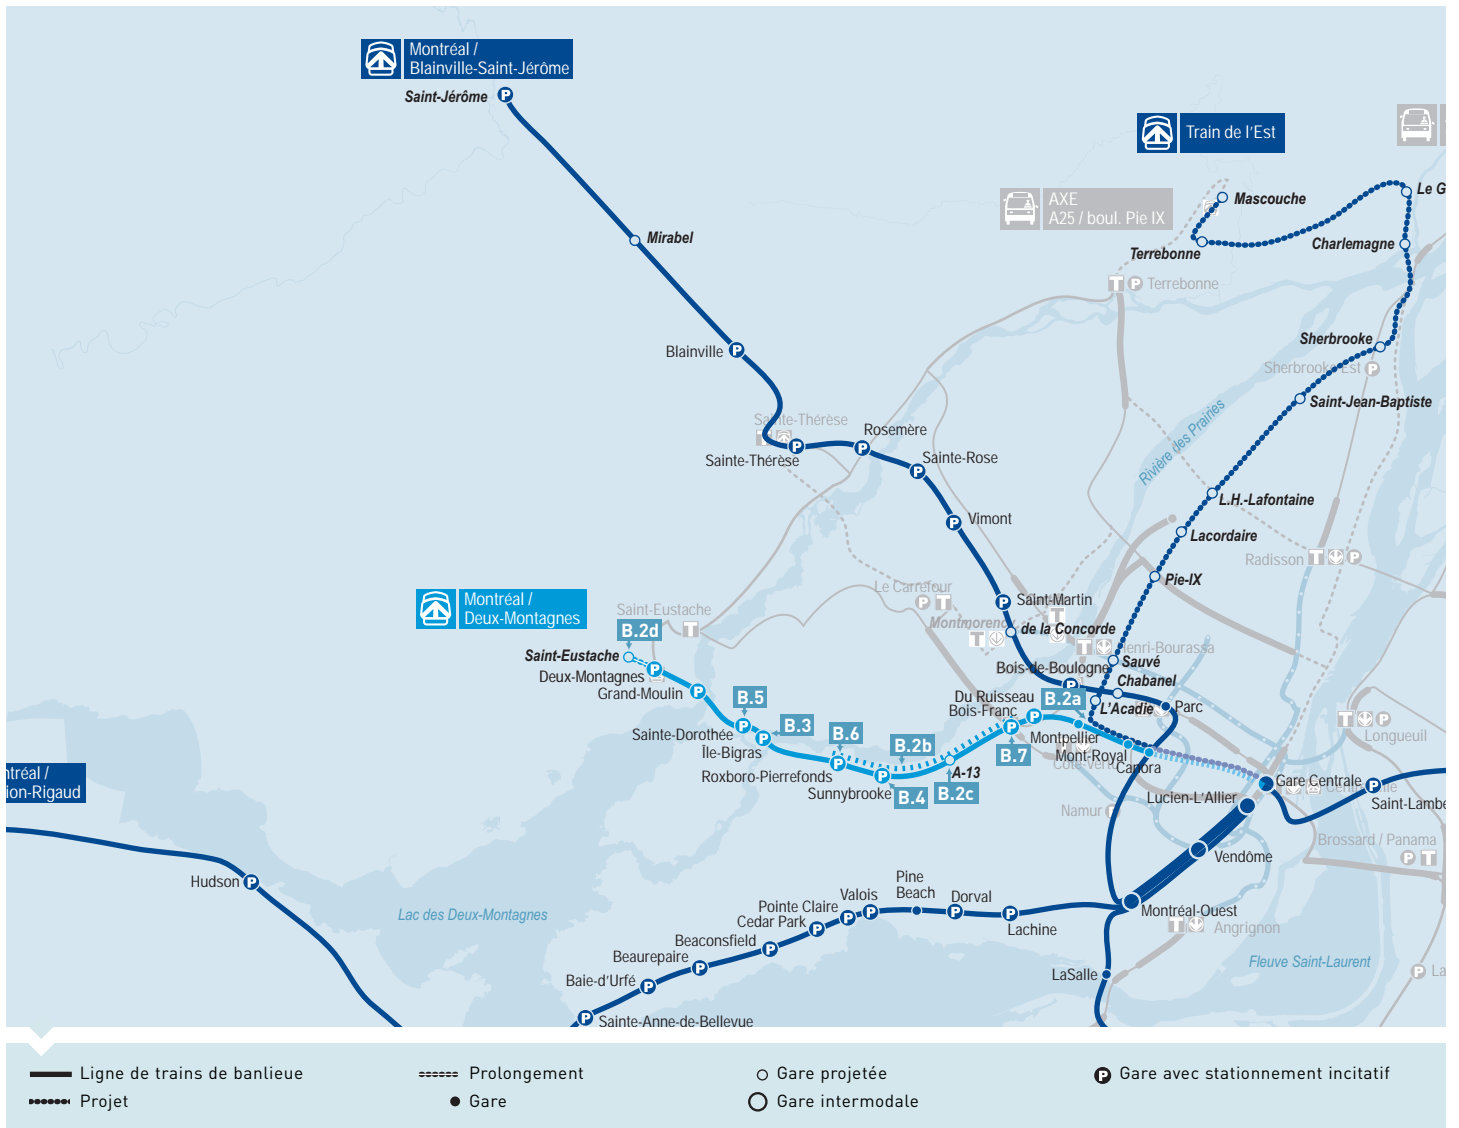 Montréal /
Blainville-Saint-Jérôme
Saint-Jérôme
Train de l'Est
AXE
A25 / boul. Pie IX
Mascouche
Le G
Mirabel
Terrebonne
Charlemagne
Terrebonne
Sherbrooke
Blainville
Sherbrooke-Est
Saint-Jean-Baptiste
Rivière des Prairies
Sainte-Thérèse
Rosemère
Sainte-Thérèse
Sainte-Rose
L.H.-Lafontaine
Vimont
Lacordaire
Radisson
Pie-IX
Le Carrefour
Montréal /
Deux-Montagnes
Saint-Eustache
Saint-Martin
Montmorency
de la Concorde
B.2d
Henri-Bourassa
Saint-Eustache
Sauvé
Bois-de-Boulogne
Deux-Montagnes
Chabanel
Grand-Moulin
B.5
Du Ruisseau
B.2a
L'Acadie
Parc
Bois-Franc
B.3
Sainte-Dorothée
B.6
Montpellier
Longueuil
B.2b
Île-Bigras
B.7
Mont-Royal
Côte-Vertu
Canora
ntréal /
ion-Rigaud
Roxboro-Pierrefonds
A-13
Gare Centrale
Sunnybrooke
B.4
B.2c
Lucien-L'Allier
Saint-Lambe
Namur
Brossard / Panama
Vendôme
Hudson
Pine
Beach
Valois
Dorval
Pointe Claire
Cedar Park
Montréal-Ouest
Lac des Deux-Montagnes
Lachine
Angrignon
Beaconsfield
Beaurepaire
Fleuve Saint-Laurent
La
LaSalle
Baie-d'Urfé
Sainte-Anne-de-Bellevue
Ligne de trains de banlieue
Prolongement
Gare projetée
Gare avec stationnement incitatif
Projet
Gare
Gare intermodale